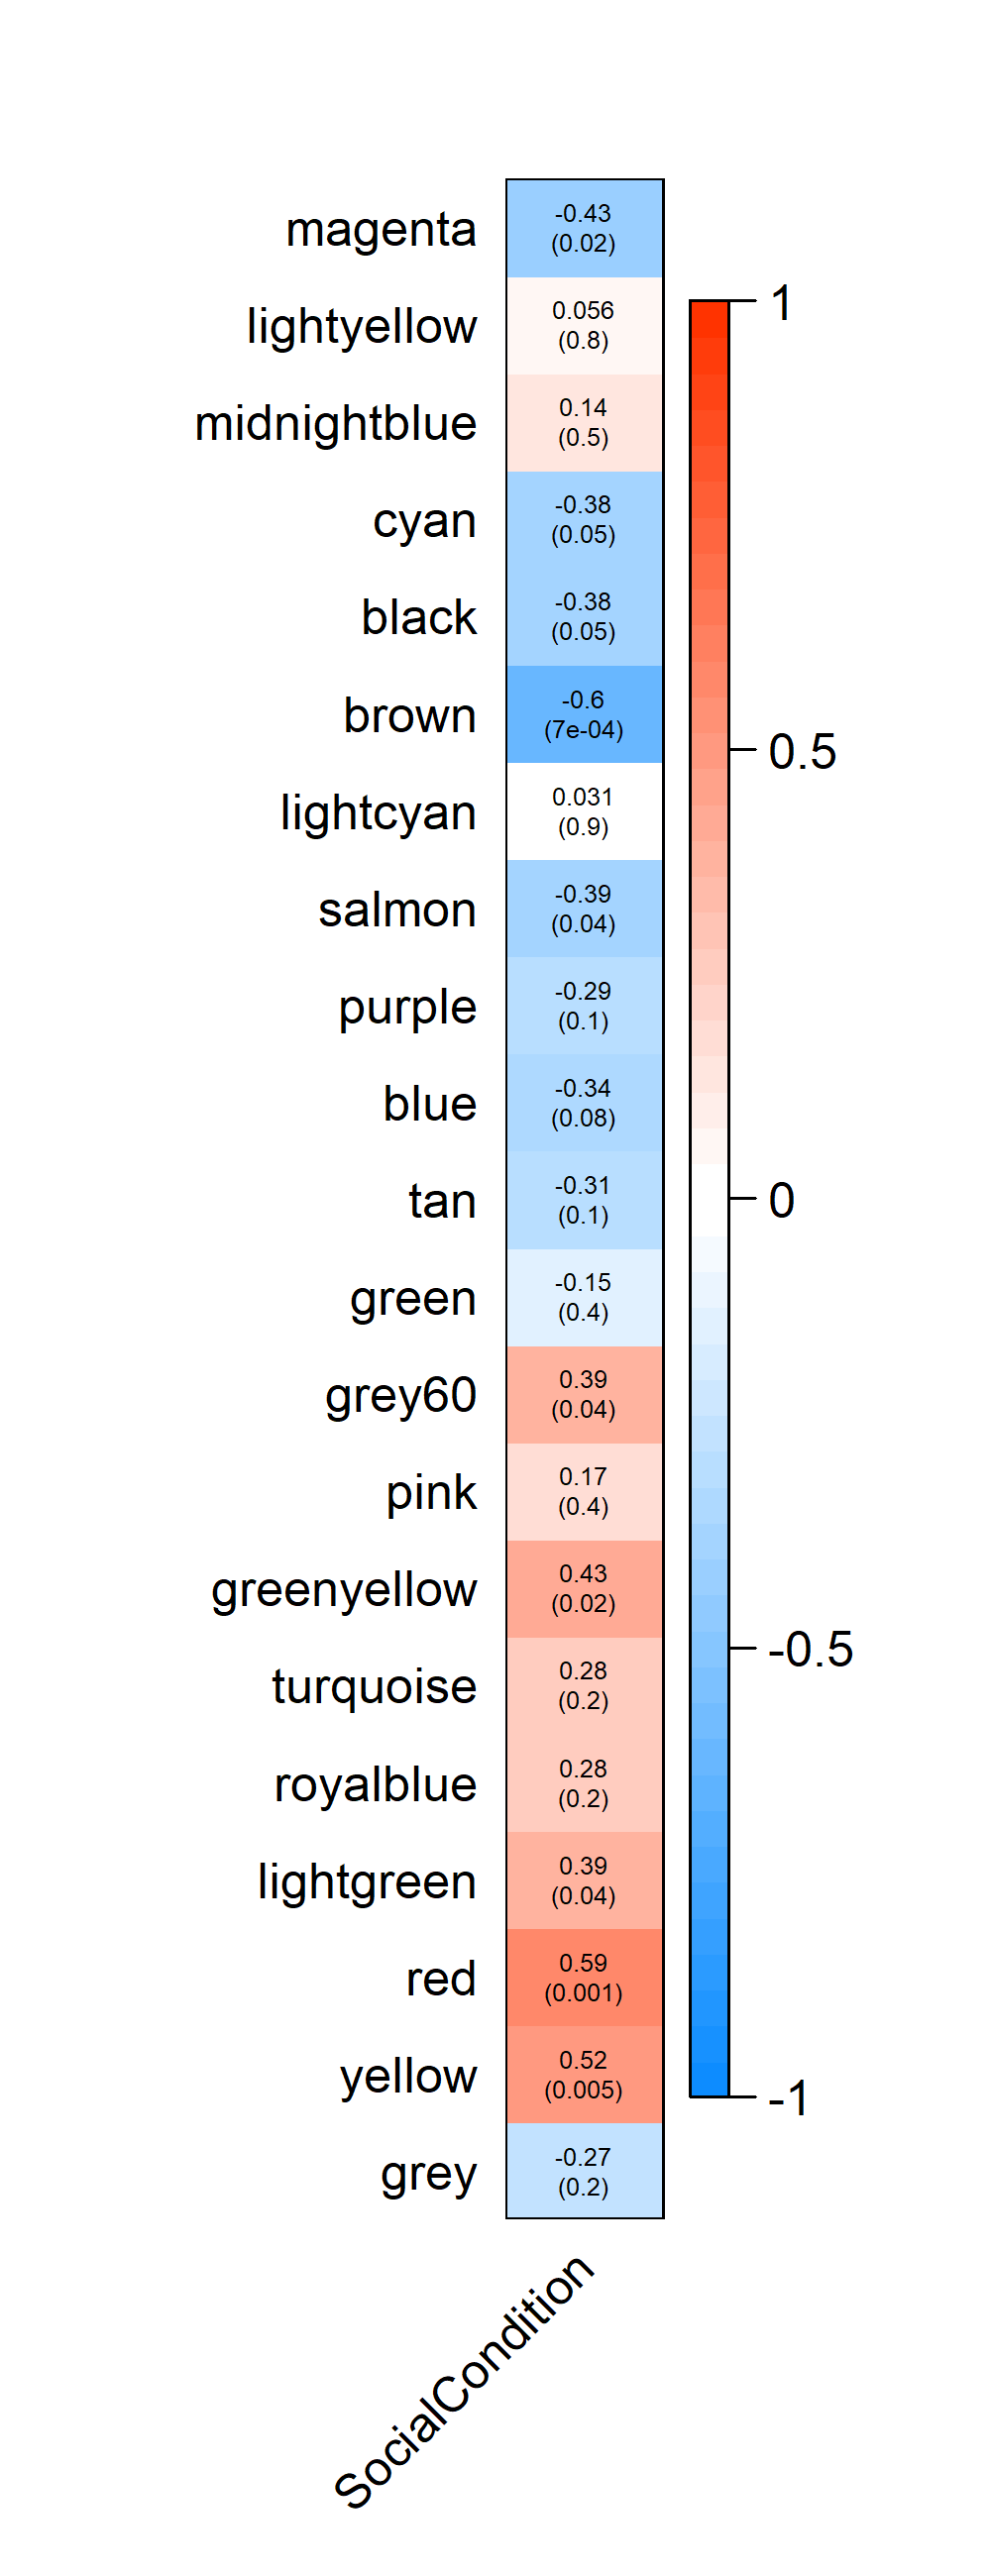 magenta
-0.43
(0.02)
lightyellow
0.056
(0.8)
midnightblue
0.14
(0.5)
cyan
-0.38
(0.05)
black
-0.38
(0.05)
brown
-0.6
(7e-04)
lightcyan
0.031
(0.9)
salmon
-0.39
(0.04)
purple
-0.29
(0.1)
blue
-0.34
(0.08)
tan
-0.31
(0.1)
green
-0.15
(0.4)
grey60
0.39
(0.04)
pink
0.17
(0.4)
greenyellow
0.43
(0.02)
turquoise
0.28
(0.2)
royalblue
0.28
(0.2)
lightgreen
0.39
(0.04)
red
0.59
(0.001)
yellow
0.52
(0.005)
grey
-0.27
(0.2)
SocialCondition
1
0.5
0
-0.5
-1